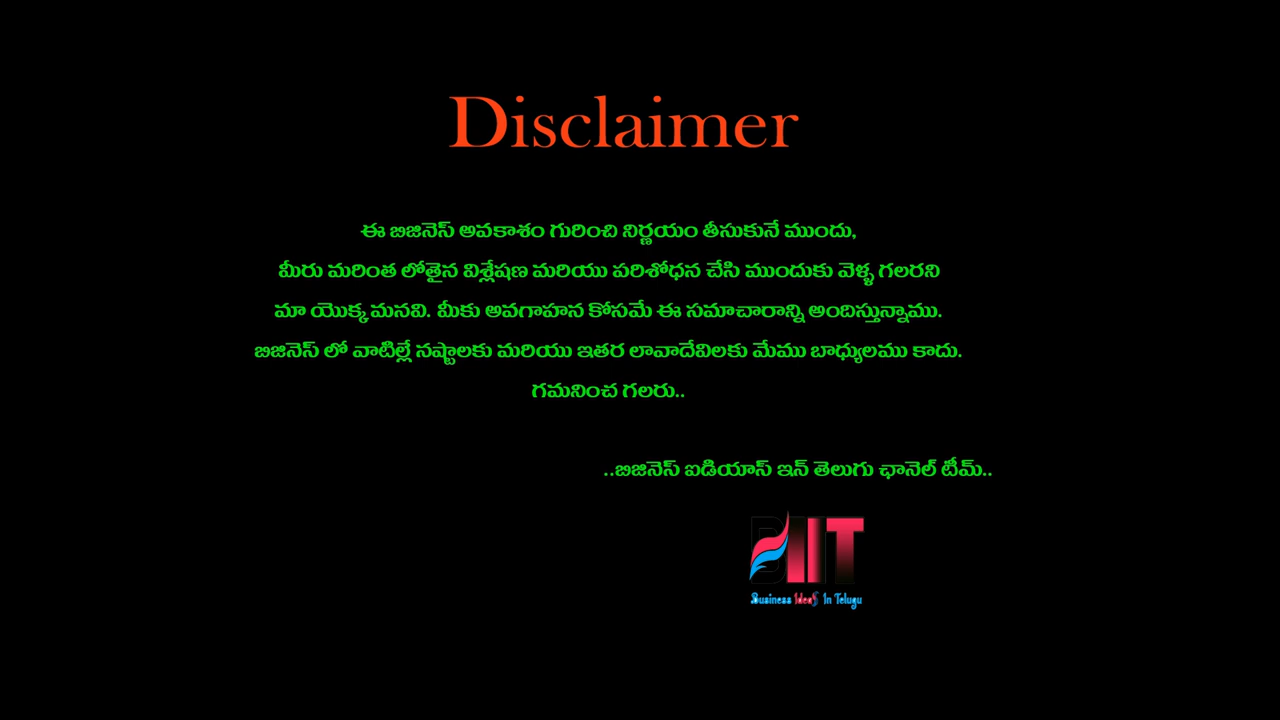 Disclaimer
ఈ బిజినెస్ అవకాశం గురించి నిర్ణయం తీసుకునే ముందు,
మీరు మరింత లోతైన విశ్లేషణ మరియు పరిశోధన చేసి ముందుకు వెళ్ళ గలరని
మా యొక్క మనవి. మీకు అవగాహన కోసమే ఈ సమాచారాన్ని అందిస్తున్నాము.
బిజినెస్ లో వాటిల్లే నష్టాలకు మరియు ఇతర లావాదేవిలకు మేము బాధ్యులము కాదు.
గమనించ గలరు..
..బిజినెస్ ఐడియాస్ ఇన్ తెలుగు ఛానెల్ టీమ్..
BIIT
Business IdeaS In Telugu